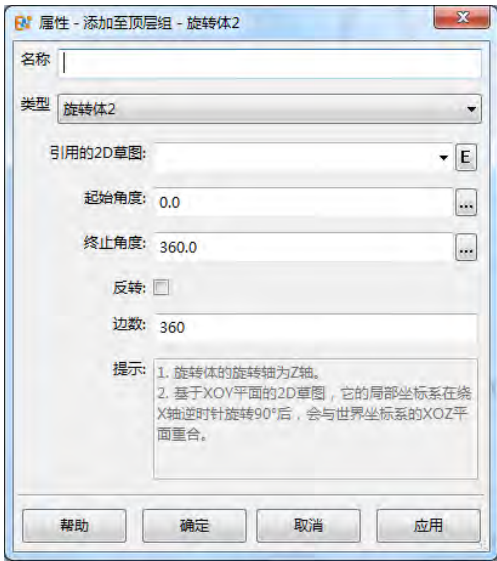 属性 - 添加至顶层组 - 旋转体2
名称
类型 旋转体2
引用的2D草图: E
起始角度: 0.0 ...
终止角度: 360.0 ...
反转:
边数: 360
提示: 1. 旋转体的旋转轴为Z轴。
2. 基于XOY平面的2D草图，它的局部坐标系在绕
X轴逆时针旋转90°后，会与世界坐标系的XOZ平
面重合。
帮助 确定 取消 应用